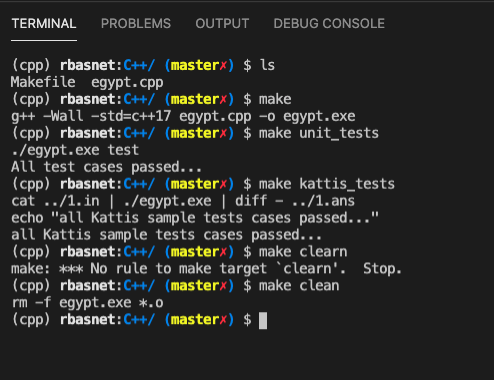 TERMINAL PROBLEMS OUTPUT DEBUG CONSOLE
(cpp) rbasnet:C++/ (master✗) $ ls
Makefile  egypt.cpp
(cpp) rbasnet:C++/ (master✗) $ make
g++ -Wall -std=c++17 egypt.cpp -o egypt.exe
(cpp) rbasnet:C++/ (master✗) $ make unit_tests
./egypt.exe test
All test cases passed...
(cpp) rbasnet:C++/ (master✗) $ make kattis_tests
cat ../1.in | ./egypt.exe | diff - ../1.ans
echo "all Kattis sample tests cases passed..."
all Kattis sample tests cases passed...
(cpp) rbasnet:C++/ (master✗) $ make clearn
make: *** No rule to make target `clearn'.  Stop.
(cpp) rbasnet:C++/ (master✗) $ make clean
rm -f egypt.exe *.o
(cpp) rbasnet:C++/ (master✗) $